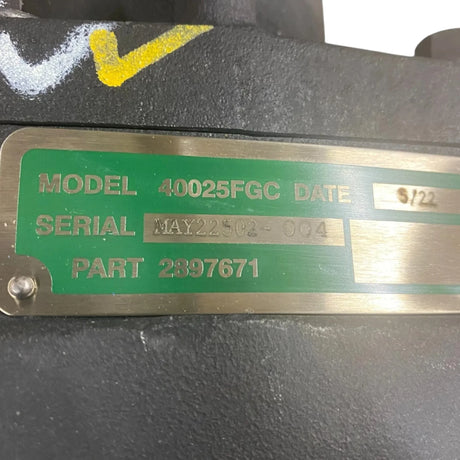 MODEL 40025FGC DATE 5/22
SERIAL MAY22502-004
PART 2897671